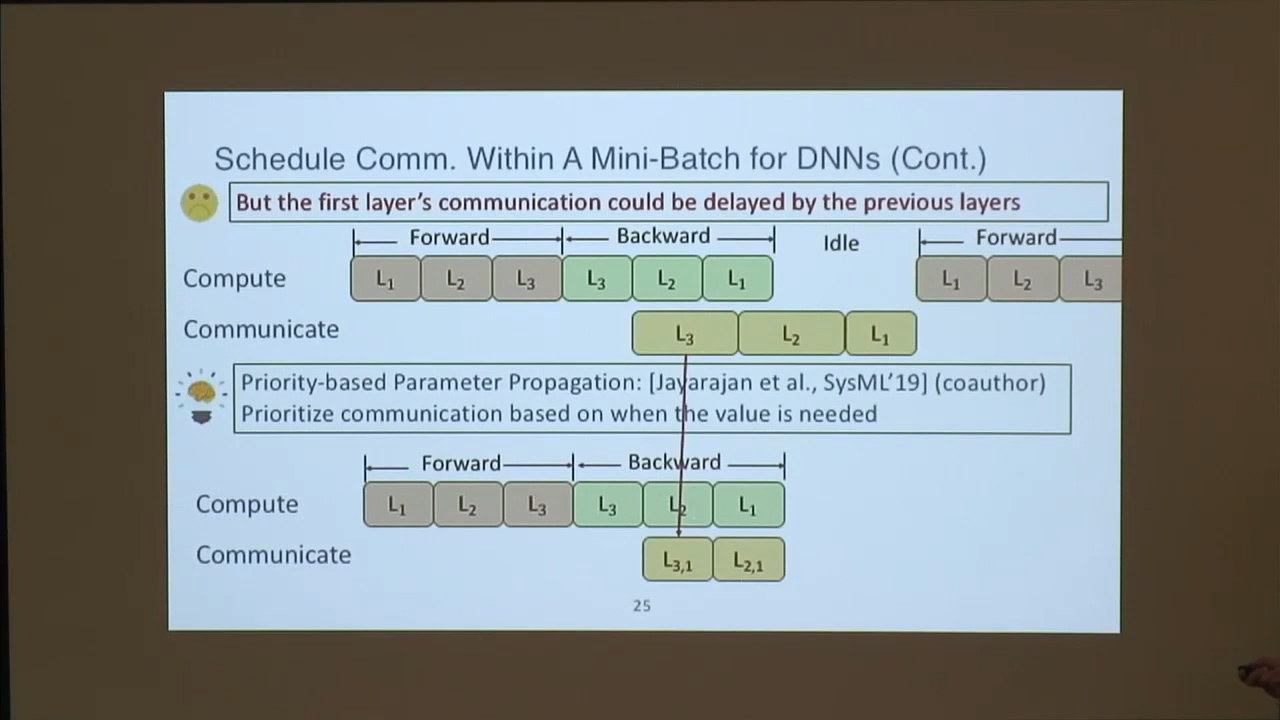 Schedule Comm. Within A Mini-Batch for DNNs (Cont.)
But the first layer's communication could be delayed by the previous layers
Forward Backward Idle Forward
Compute L₁ L₂ L₃ L₃ L₂ L₁ L₁ L₂ L₃
Communicate L₃ L₂ L₁
Priority-based Parameter Propagation: [Jayarajan et al., SysML'19] (coauthor)
Prioritize communication based on when the value is needed
Forward Backward
Compute L₁ L₂ L₃ L₃ L₂ L₁
Communicate L₃,₁ L₂,₁
25